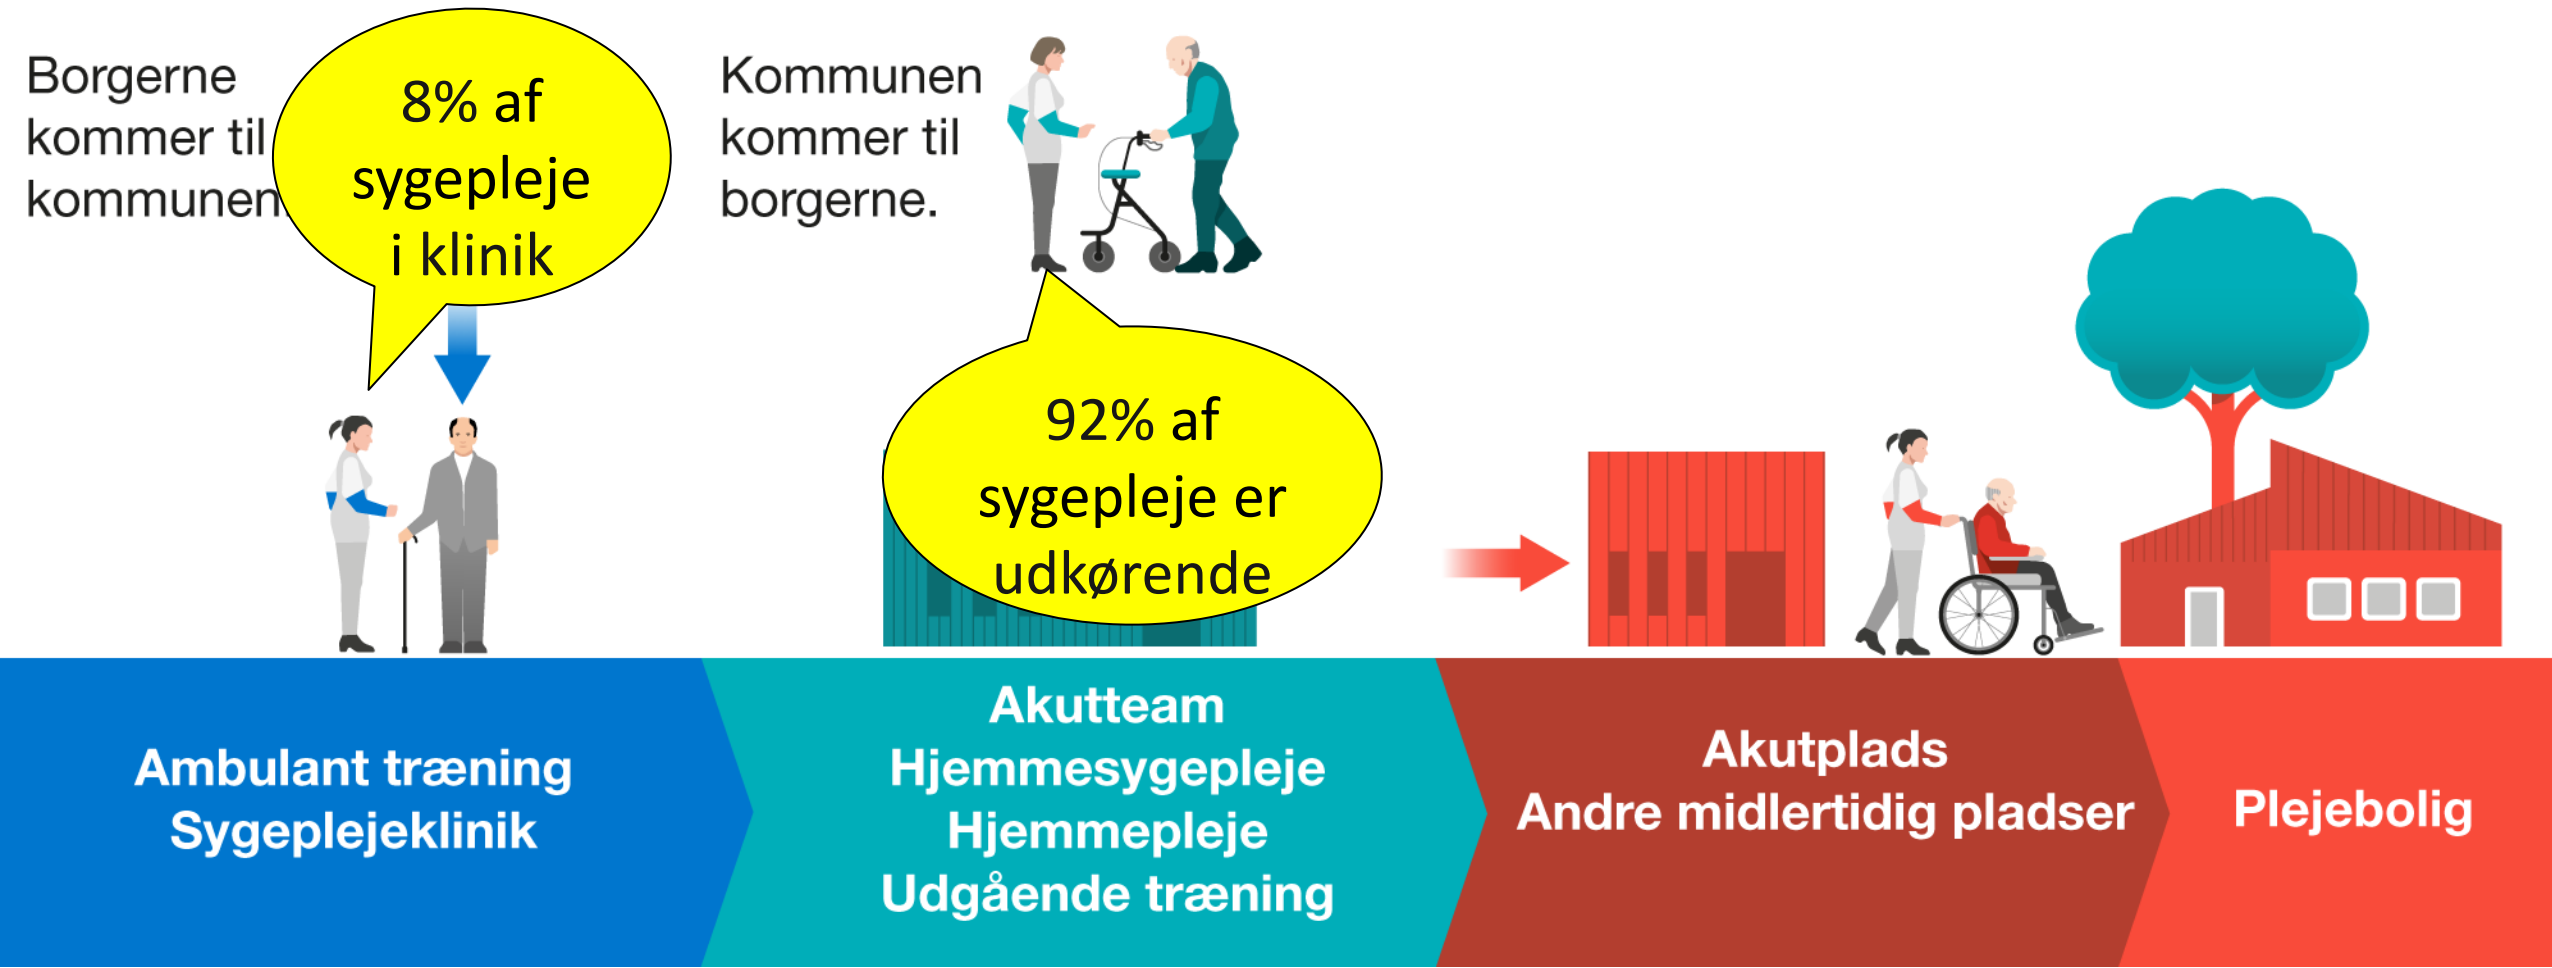 Borgerne
kommer til
kommunen.
8% af
sygepleje
i klinik
Kommunen
kommer til
borgerne.
92% af
sygepleje er
udkørende
Ambulant træning
Sygeplejeklinik
Akutteam
Hjemmesygepleje
Hjemmepleje
Udgående træning
Akutplads
Andre midlertidig pladser
Plejebolig